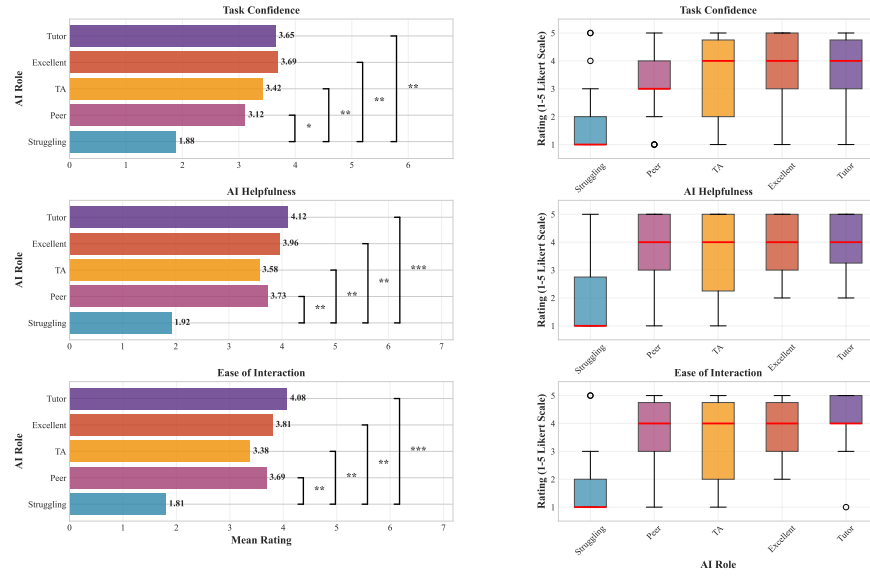 Task Confidence
AI Role
Tutor
3.65
Excellent
3.69
TA
3.42
Peer
3.12
Struggling
1.88
*
**
**
**
0 1 2 3 4 5 6
Task Confidence
Rating (1-5 Likert Scale)
5
4
3
2
1
Struggling Peer TA Excellent Tutor
AI Helpfulness
AI Role
Tutor
4.12
Excellent
3.96
TA
3.58
Peer
3.73
Struggling
1.92
**
**
**
***
0 1 2 3 4 5 6 7
AI Helpfulness
Rating (1-5 Likert Scale)
5
4
3
2
1
Struggling Peer TA Excellent Tutor
Ease of Interaction
AI Role
Tutor
4.08
Excellent
3.81
TA
3.38
Peer
3.69
Struggling
1.81
**
**
**
***
0 1 2 3 4 5 6 7
Mean Rating
Ease of Interaction
Rating (1-5 Likert Scale)
5
4
3
2
1
Struggling Peer TA Excellent Tutor
AI Role